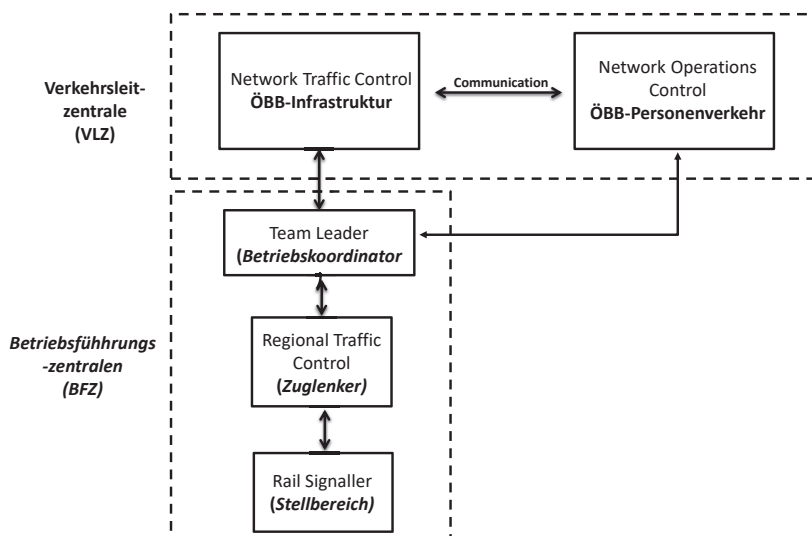 Verkehrsleit-
zentrale
(VLZ)
Network Traffic Control
ÖBB-Infrastruktur
Communication
Network Operations
Control
ÖBB-Personenverkehr
Team Leader
(Betriebskoordinator
Betriebsführungs
-zentralen
(BFZ)
Regional Traffic
Control
(Zuglenker)
Rail Signaller
(Stellbereich)